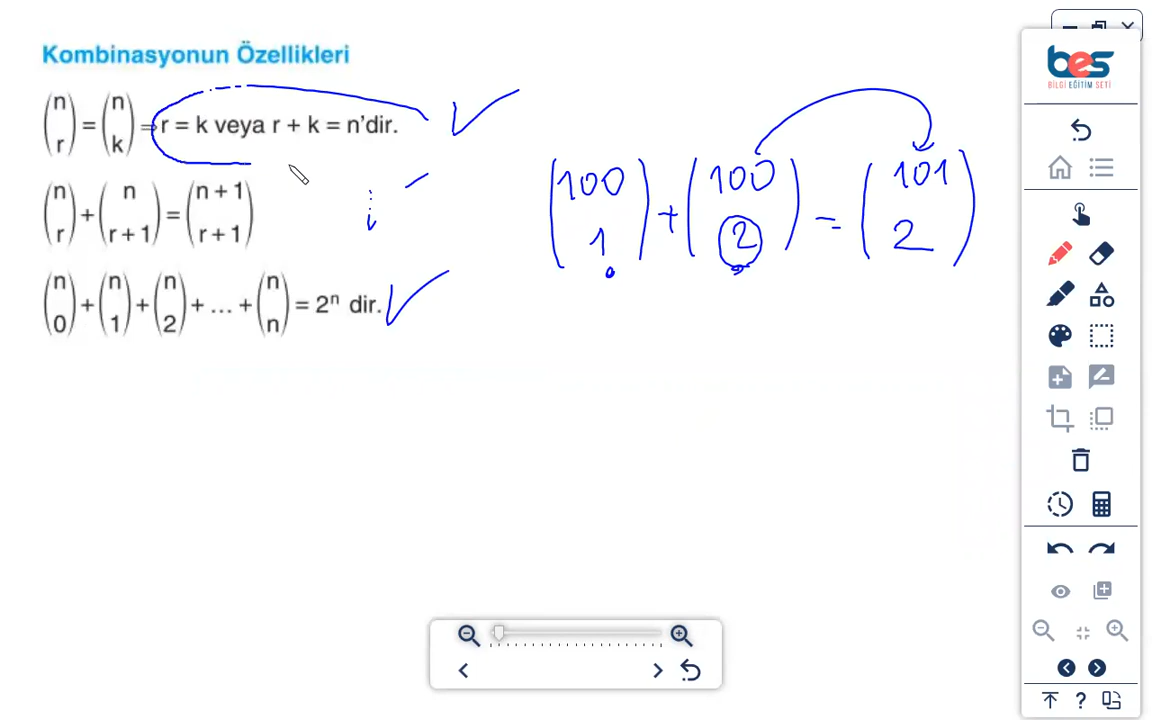 Kombinasyonun Özellikleri
(n r) = (n k) ⇒ r = k veya r + k = n'dir.
(n r) + (n r + 1) = (n + 1 r + 1)
(n 0) + (n 1) + (n 2) + ... + (n n) = 2ⁿ dir.
(100 1) + (100 2) = (101 2)
bes
BİLGİ EĞİTİM SETİ
?